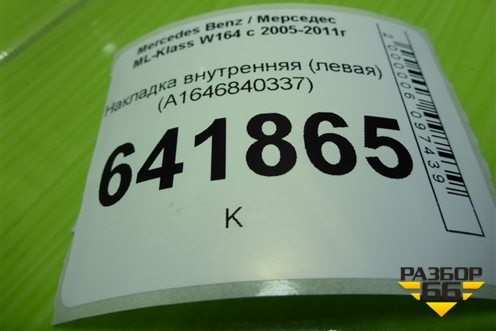 Mercedes Benz / Мерседес
ML-Klass W164 с 2005-2011г
Накладка внутренняя (левая)
(A1646840337)
641865
К
2000006097439
РАЗБОР
66